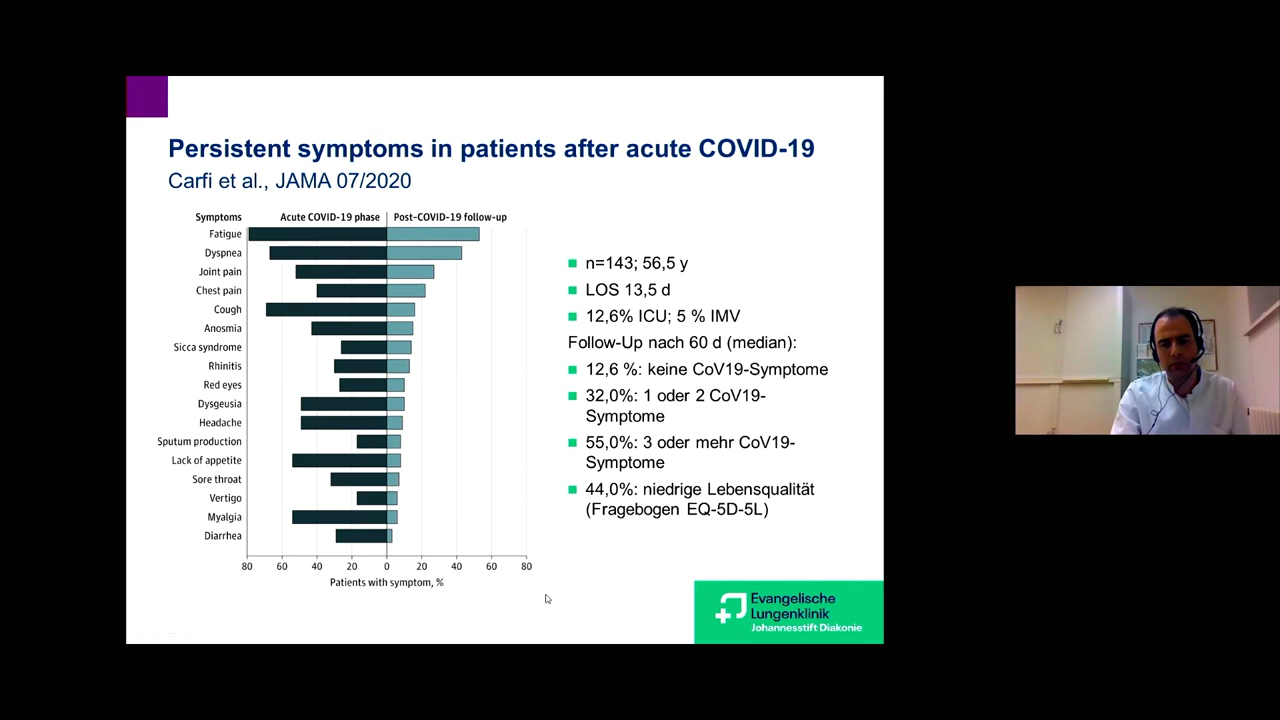 Persistent symptoms in patients after acute COVID-19
Carfi et al., JAMA 07/2020
Symptoms Acute COVID-19 phase Post-COVID-19 follow-up
Fatigue
Dyspnea
Joint pain
Chest pain
Cough
Anosmia
Sicca syndrome
Rhinitis
Red eyes
Dysgeusia
Headache
Sputum production
Lack of appetite
Sore throat
Vertigo
Myalgia
Diarrhea
80 60 40 20 0 20 40 60 80
Patients with symptom, %
n=143; 56,5 y
LOS 13,5 d
12,6% ICU; 5 % IMV
Follow-Up nach 60 d (median):
12,6 %: keine CoV19-Symptome
32,0%: 1 oder 2 CoV19-
Symptome
55,0%: 3 oder mehr CoV19-
Symptome
44,0%: niedrige Lebensqualität
(Fragebogen EQ-5D-5L)
Evangelische
Lungenklinik
Johannesstift Diakonie